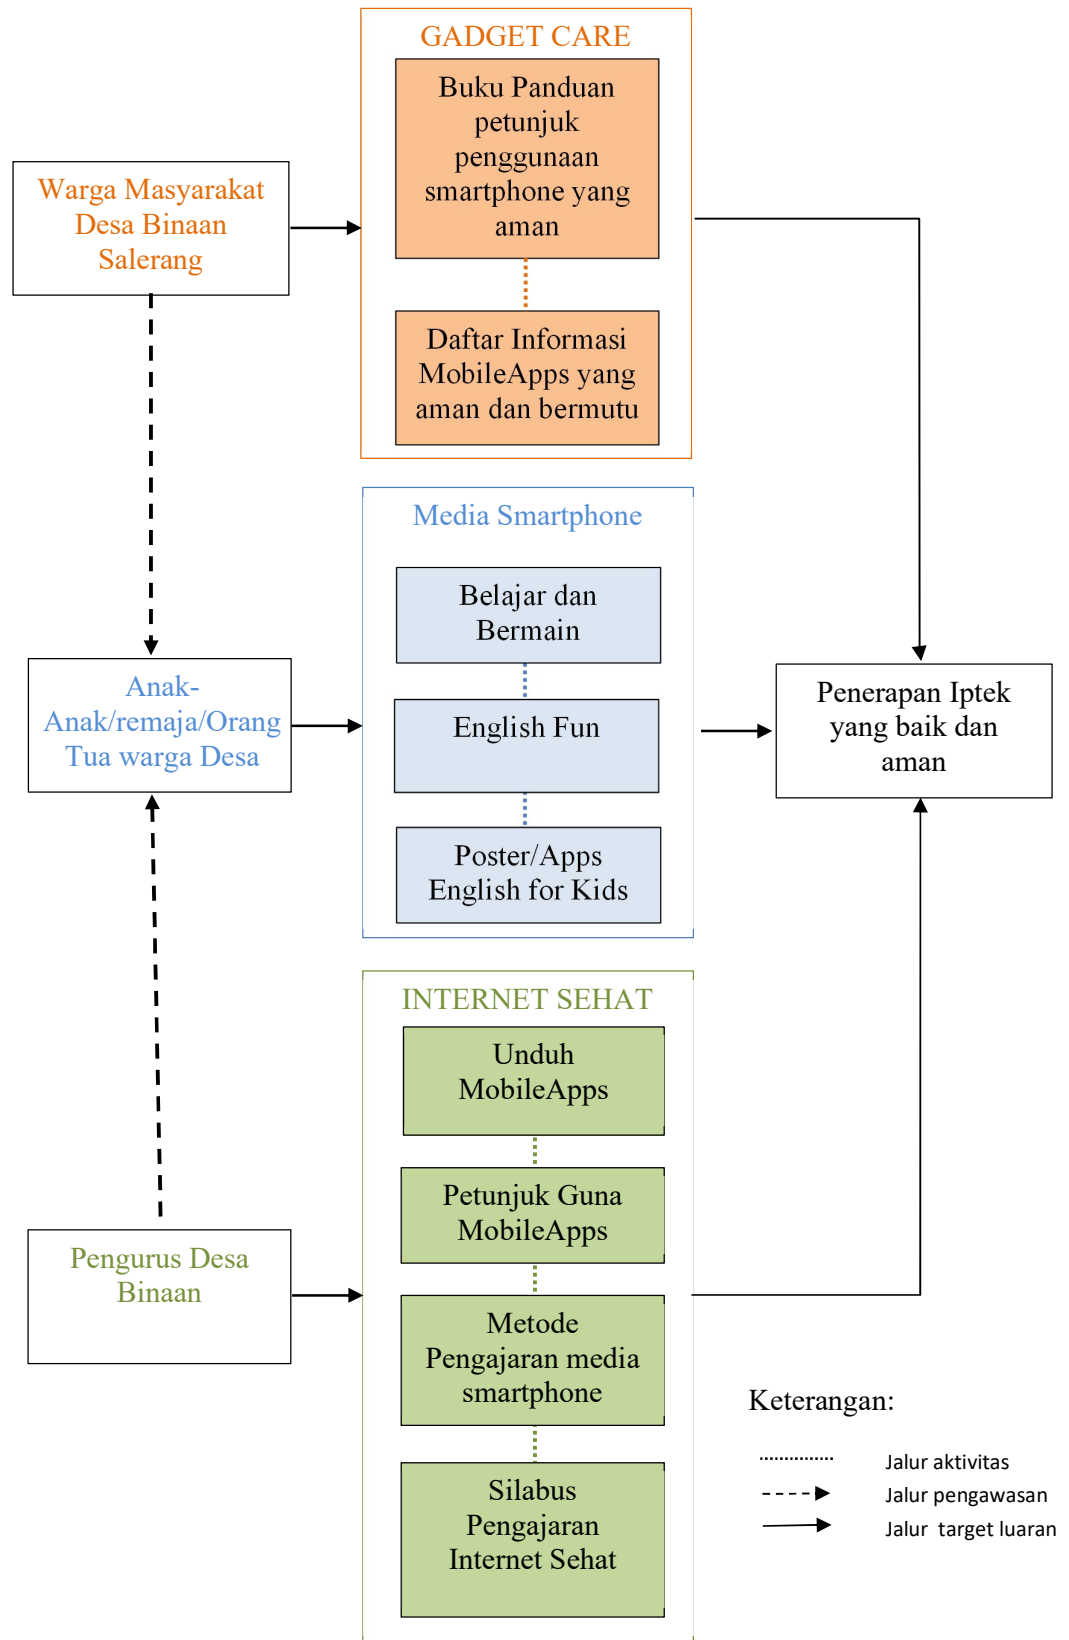 GADGET CARE
Buku Panduan
petunjuk
penggunaan
smartphone yang
aman
Warga Masyarakat
Desa Binaan
Salerang
Daftar Informasi
MobileApps yang
aman dan bermutu
Media Smartphone
Belajar dan
Bermain
Anak-
Anak/remaja/Orang
Tua warga Desa
English Fun
Penerapan Iptek
yang baik dan
aman
Poster/Apps
English for Kids
INTERNET SEHAT
Unduh
MobileApps
Petunjuk Guna
MobileApps
Pengurus Desa
Binaan
Metode
Pengajaran media
smartphone
Silabus
Pengajaran
Internet Sehat
Keterangan:
Jalur aktivitas
Jalur pengawasan
Jalur target luaran